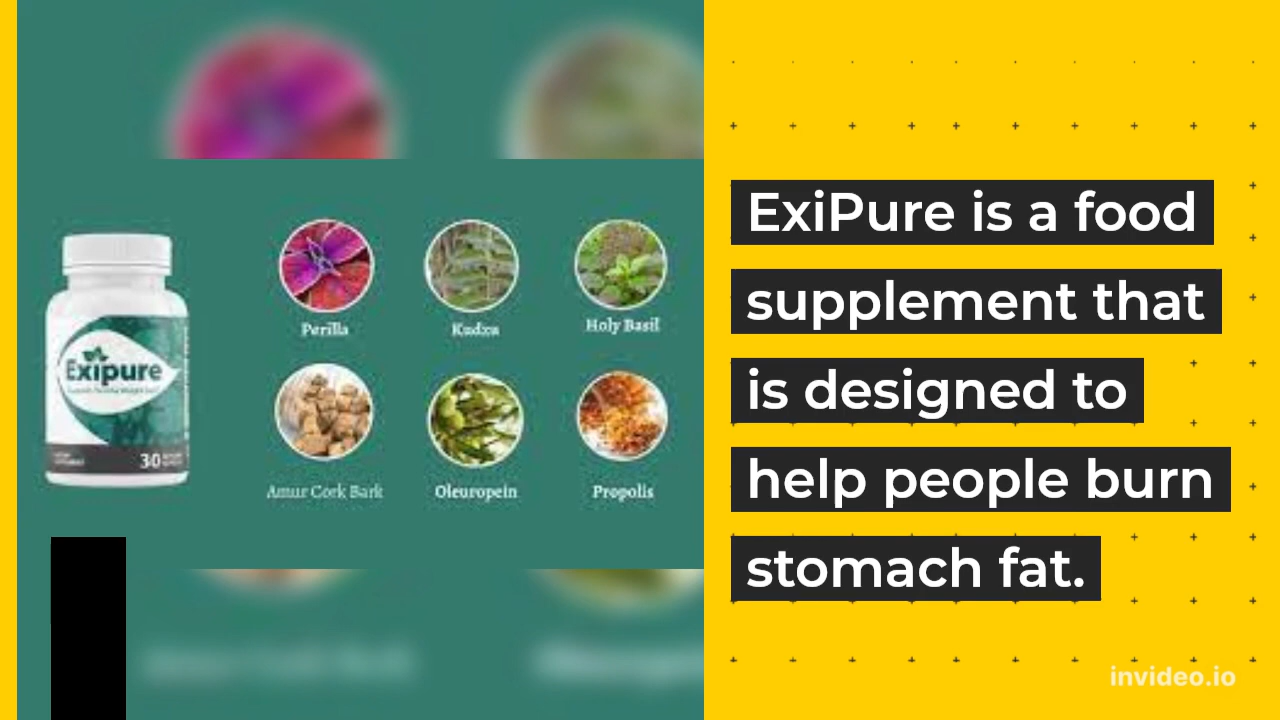 Exipure
30
Perilla
Kudzu
Holy Basil
Amur Cork Bark
Oleuropein
Propolis
ExiPure is a food
supplement that
is designed to
help people burn
stomach fat.
invideo.io